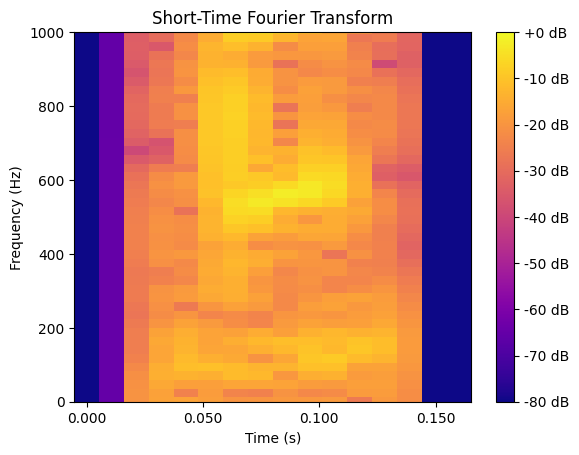 Short-Time Fourier Transform
1000
800
600
400
200
0
Frequency (Hz)
0.000
0.050
0.100
0.150
Time (s)
+0 dB
-10 dB
-20 dB
-30 dB
-40 dB
-50 dB
-60 dB
-70 dB
-80 dB